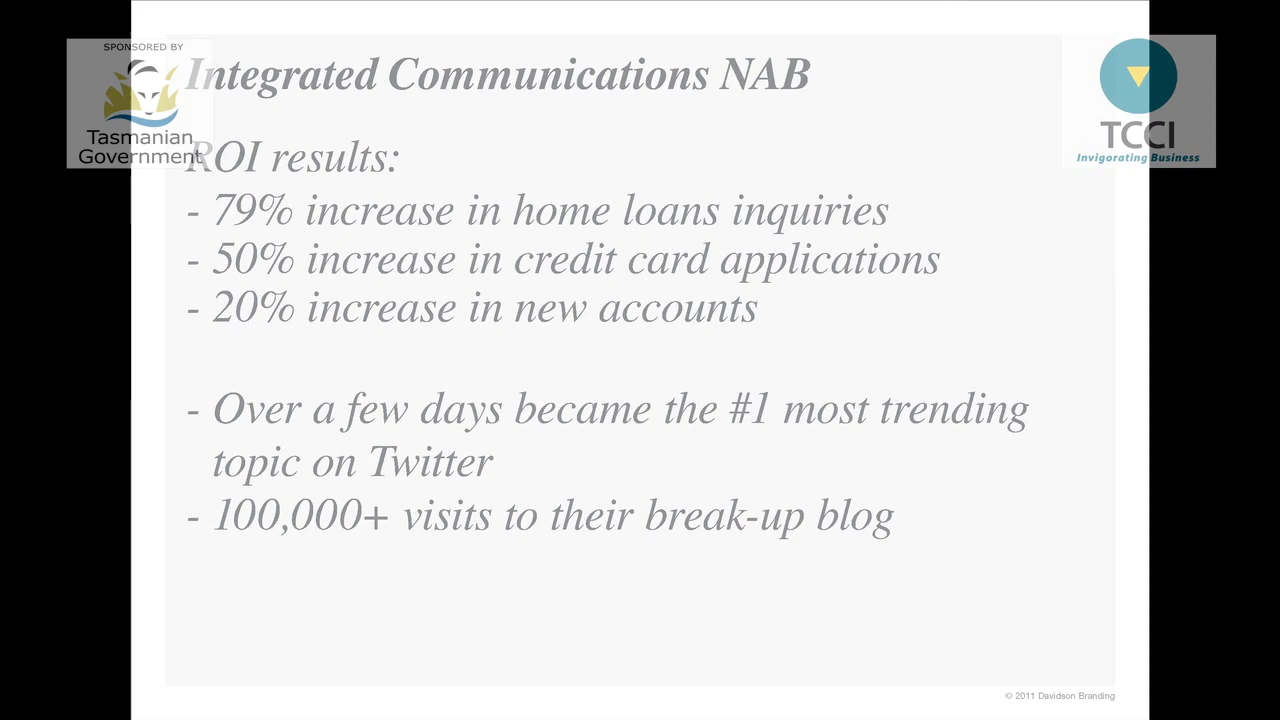 SPONSORED BY
Tasmanian
Government
TCCI
Invigorating Business
Integrated Communications NAB
ROI results:
- 79% increase in home loans inquiries
- 50% increase in credit card applications
- 20% increase in new accounts
- Over a few days became the #1 most trending
topic on Twitter
- 100,000+ visits to their break-up blog
© 2011 Davidson Branding